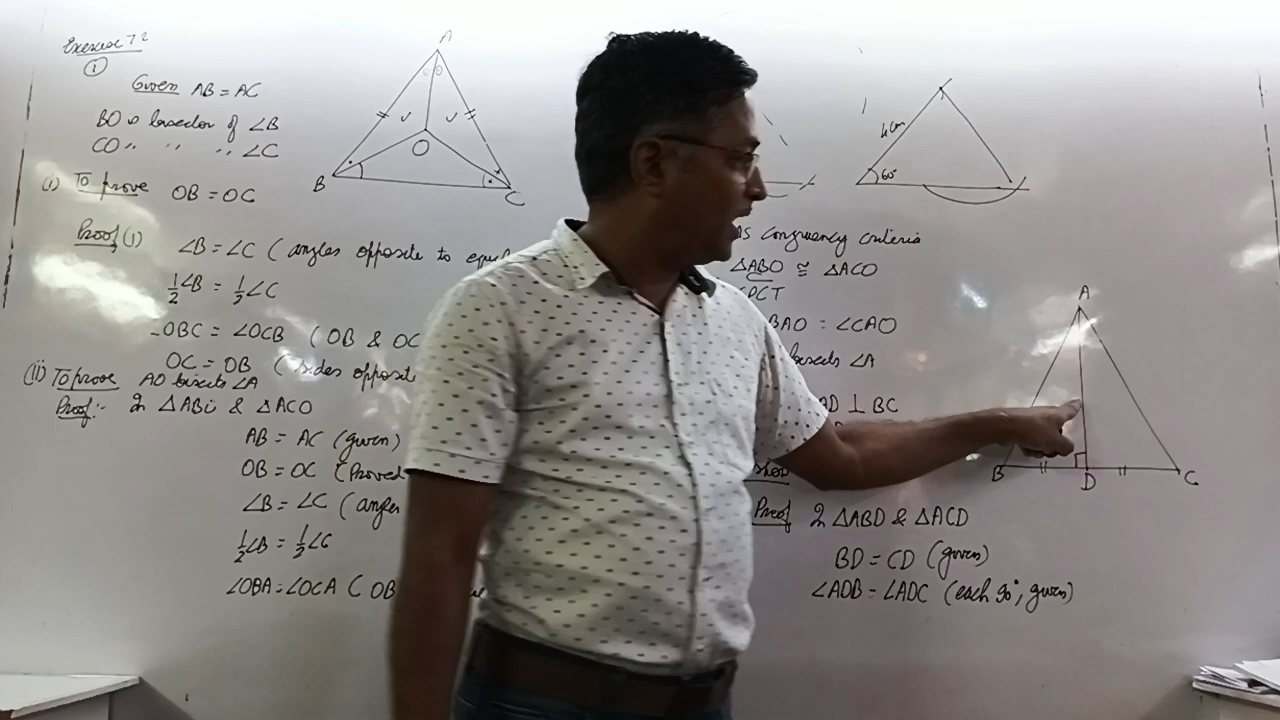 Exercise 7.2
①
Given AB = AC
BO is bisector of ∠B
CO " " " ∠C
(i) To prove OB = OC
Proof (i) ∠B = ∠C (angles opposite to
½∠B = ½∠C
OBC = ∠OCB (OB & OC
OC = OB (sides opposite
(ii) To prove AO bisects ∠A
Proof:- In ΔABO & ΔACO
AB = AC (given)
OB = OC (Proved
∠B = ∠C (angles
½∠B = ½∠C
∠OBA = ∠OCA (OB
A
O
B
C
4cm
60°
congruency criteria
ΔABO ≅ ΔACO
CPCT
BAO = ∠CAO
bisects ∠A
AD ⊥ BC
show
Proof In ΔABD & ΔACD
BD = CD (given)
∠ADB = ∠ADC (each 90°, given)
A
B
D
C